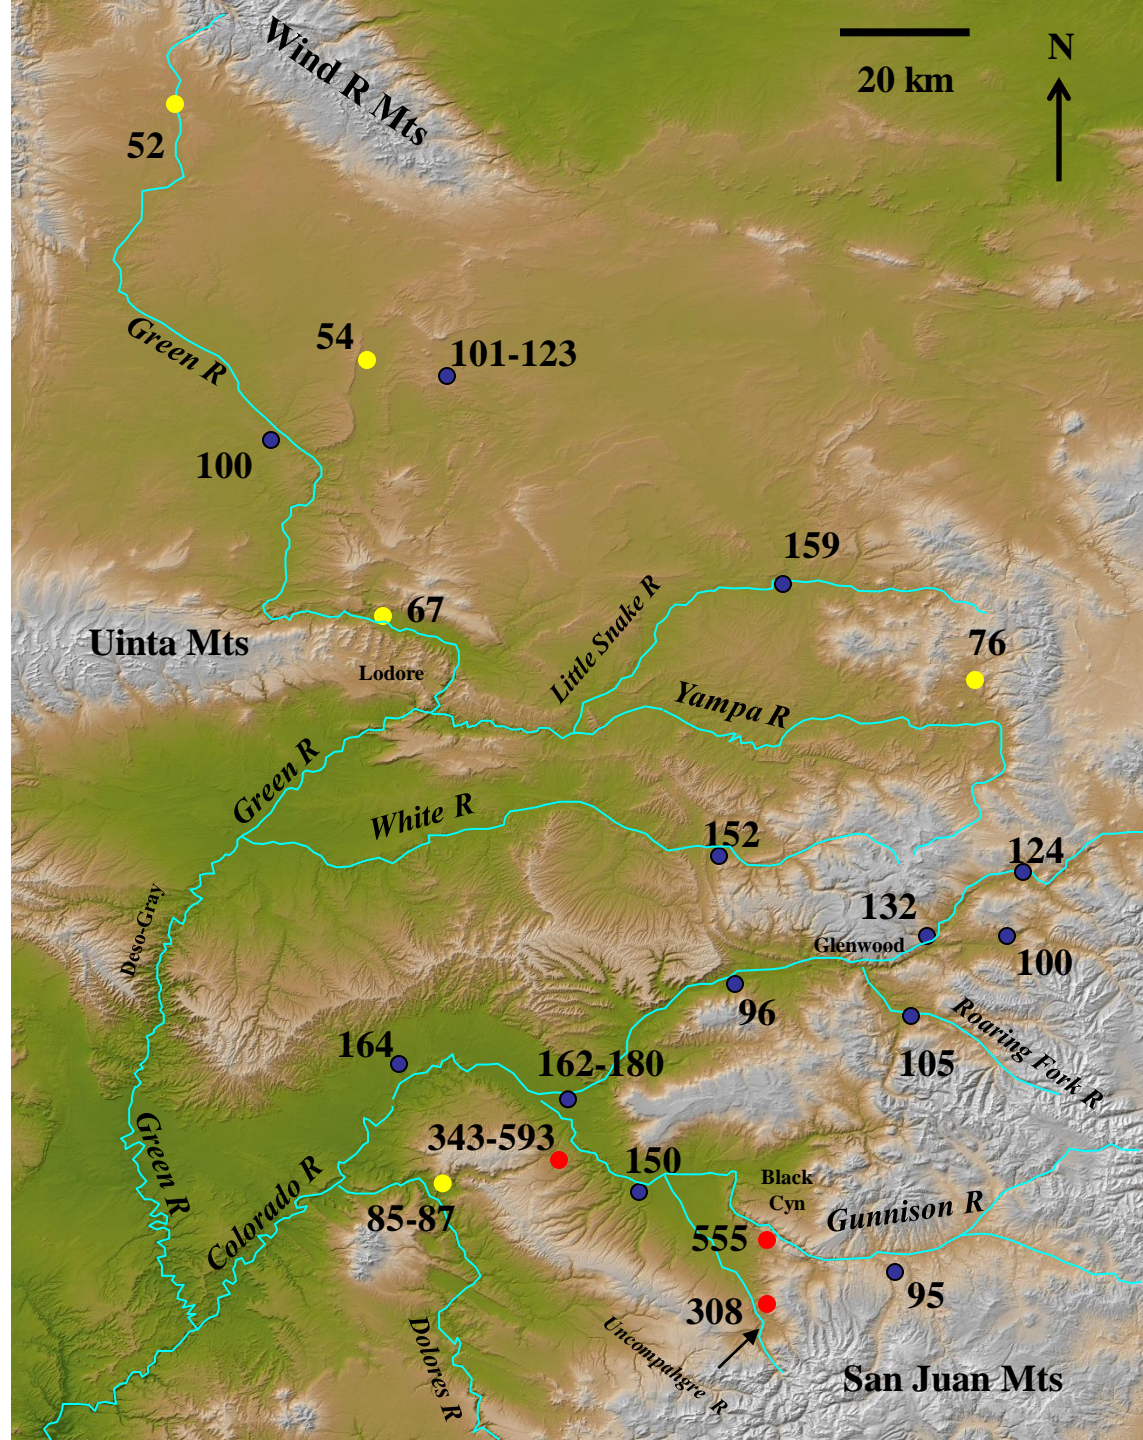 Wind R Mts
20 km
N
52
Green R
54
101-123
100
159
67
Uinta Mts
Lodore
Little Snake R
76
Yampa R
Green R
White R
152
124
132
Glenwood
100
Deso-Gray
96
Roaring Fork R
105
164
162-180
343-593
150
Green R
Black
Cyn
Colorado R
85-87
Gunnison R
555
95
308
Uncompahgre R
Dolores R
San Juan Mts